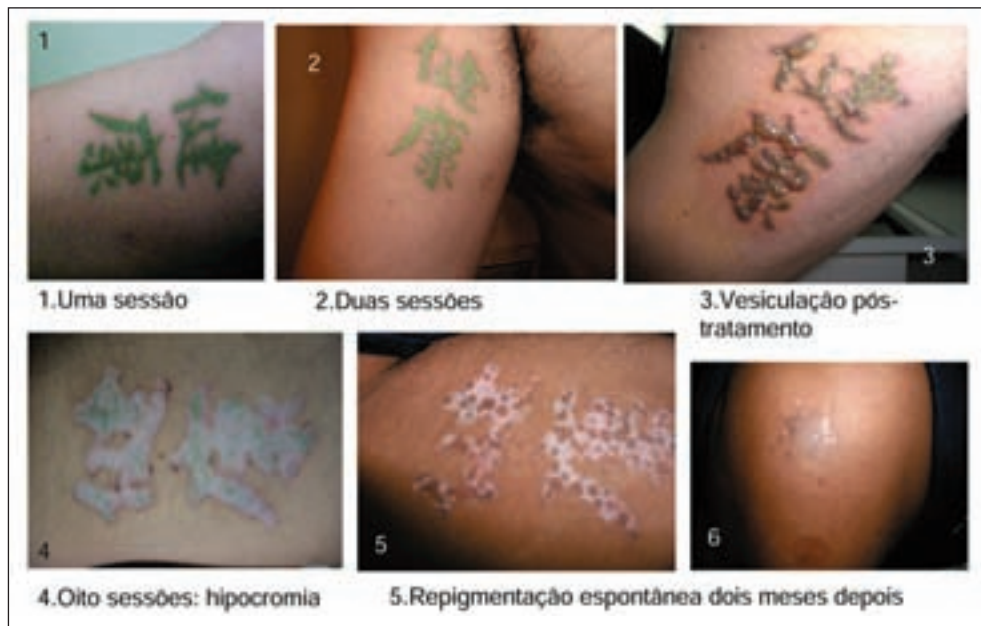 1
2
3
1.Uma sessão
2.Duas sessões
3.Vesiculação pós-
tratamento
4
5
6
4.Oito sessões: hipocromia
5.Repigmentação espontânea dois meses depois